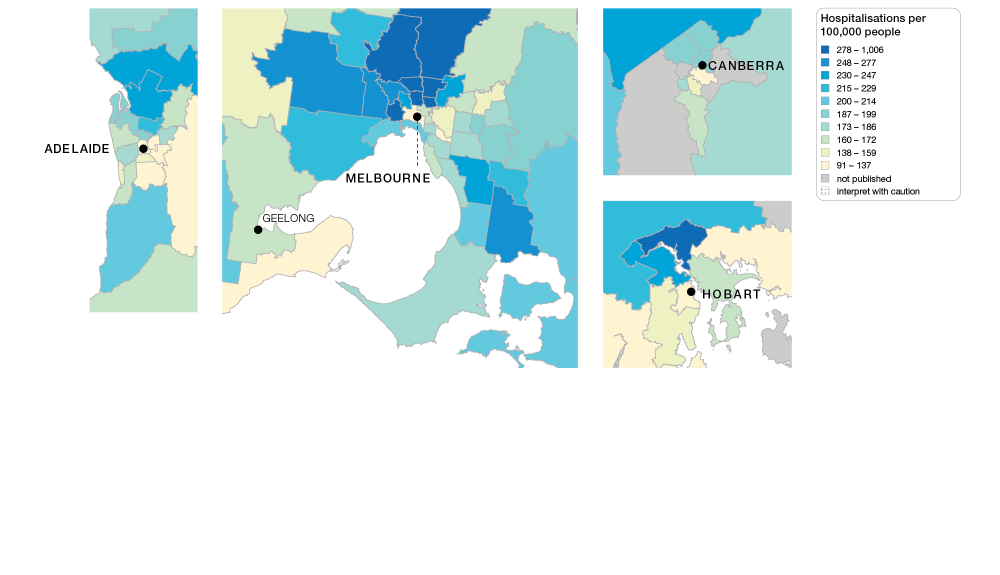 Hospitalisations per
100,000 people
278 – 1,006
248 – 277
230 – 247
215 – 229
200 – 214
187 – 199
173 – 186
160 – 172
138 – 159
91 – 137
not published
interpret with caution
CANBERRA
ADELAIDE
MELBOURNE
GEELONG
HOBART